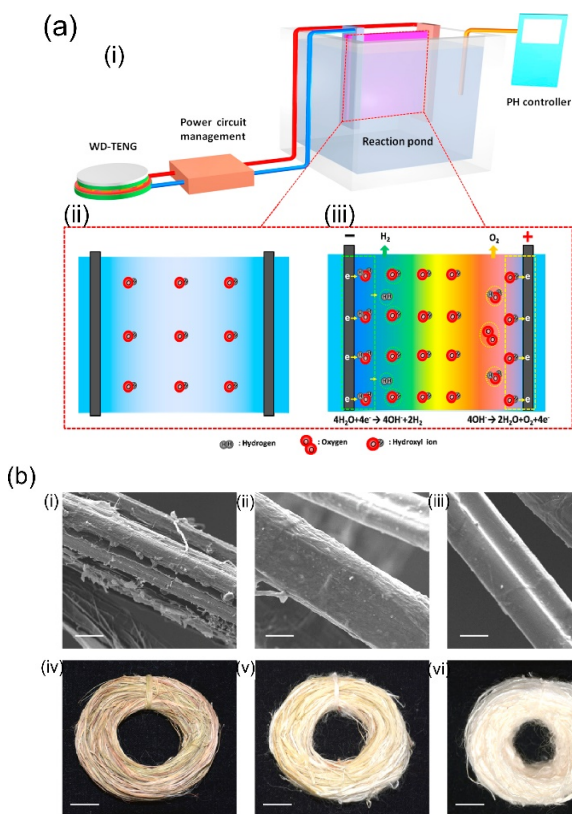 (a)
(i)
PH controller
Power circuit
management
WD-TENG
Reaction pond
(ii)
(iii)
− H₂ O₂ +
e
e
e
e
e
e
e
e
4H₂O+4e⁻→ 4OH⁻+2H₂ 4OH⁻→ 2H₂O+O₂+4e⁻
: Hydrogen : Oxygen : Hydroxyl ion
(b)
(i) (ii) (iii)
(iv) (v) (vi)